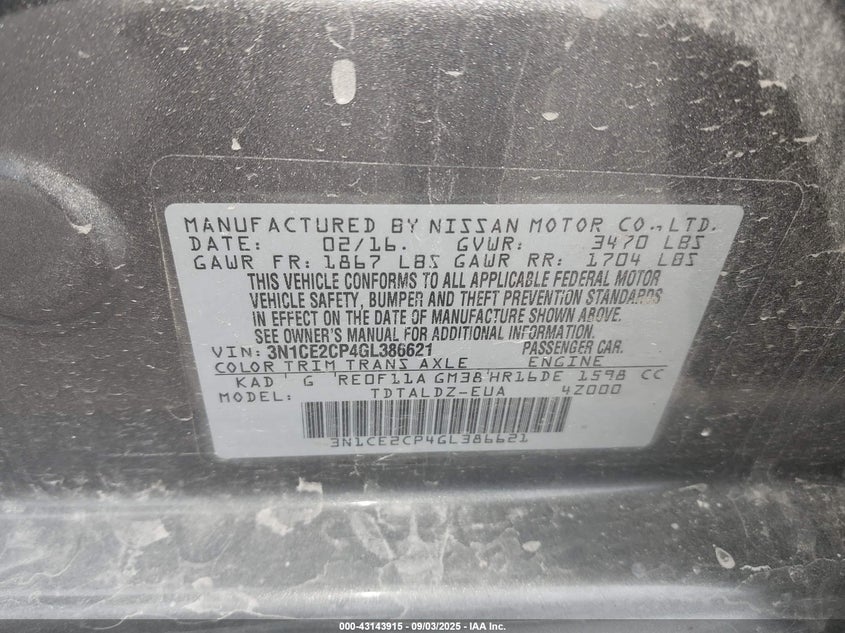 MANUFACTURED BY NISSAN MOTOR CO., LTD.
DATE: 02/16. GVWR: 3470 LBS
GAWR FR: 1867 LBS GAWR RR: 1704 LBS
THIS VEHICLE CONFORMS TO ALL APPLICABLE FEDERAL MOTOR
VEHICLE SAFETY, BUMPER AND THEFT PREVENTION STANDARDS
IN EFFECT ON THE DATE OF MANUFACTURE SHOWN ABOVE.
SEE OWNER'S MANUAL FOR ADDITIONAL INFORMATION.
VIN: 3N1CE2CP4GL386621 PASSENGER CAR.
COLOR TRIM TRANS AXLE ENGINE
KAD G RE0F11A GM38 HR16DE 1598 CC
MODEL: TDTALDZ-EUA 4Z000
3N1CE2CP4GL386621
000-43143915 - 09/03/2025 - IAA Inc.